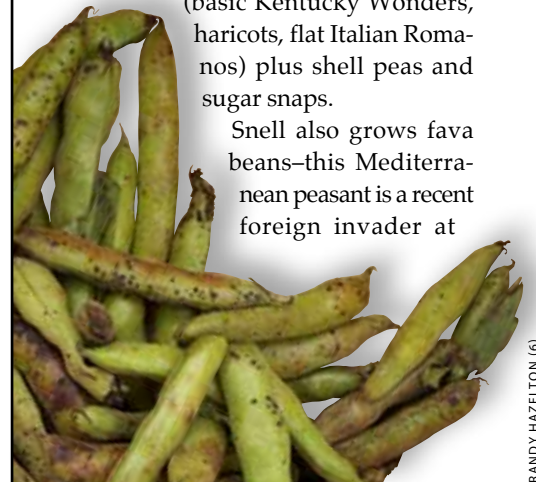 (basic Kentucky Wonders,
haricots, flat Italian Roma-
nos) plus shell peas and
sugar snaps.
Snell also grows fava
beans–this Mediterra-
nean peasant is a recent
foreign invader at
RANDY HAZELTON (6)